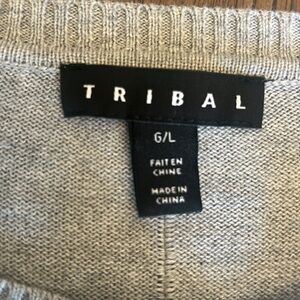 TRIBAL
G/L
FAIT EN
CHINE
MADE IN
CHINA